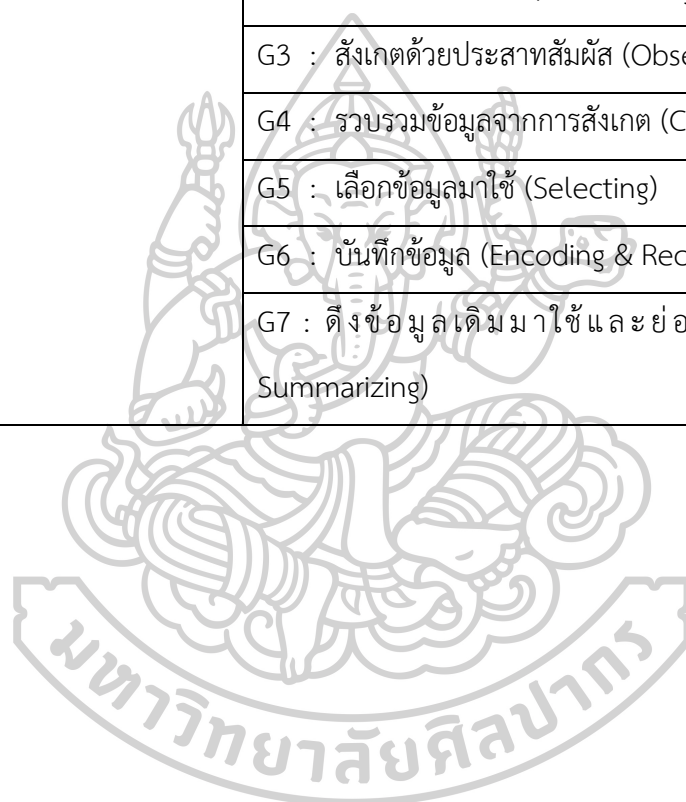 G3 : สังเกตด้วยประสาทสัมผัส (Obse
G4 : รวบรวมข้อมูลจากการสังเกต (C
G5 : เลือกข้อมูลมาใช้ (Selecting)
G6 : บันทึกข้อมูล (Encoding & Rec
G7 : ดึงข้อมูลเดิมมาใช้และย่อ
Summarizing)
มหาวิทยาลัยศิลปากร